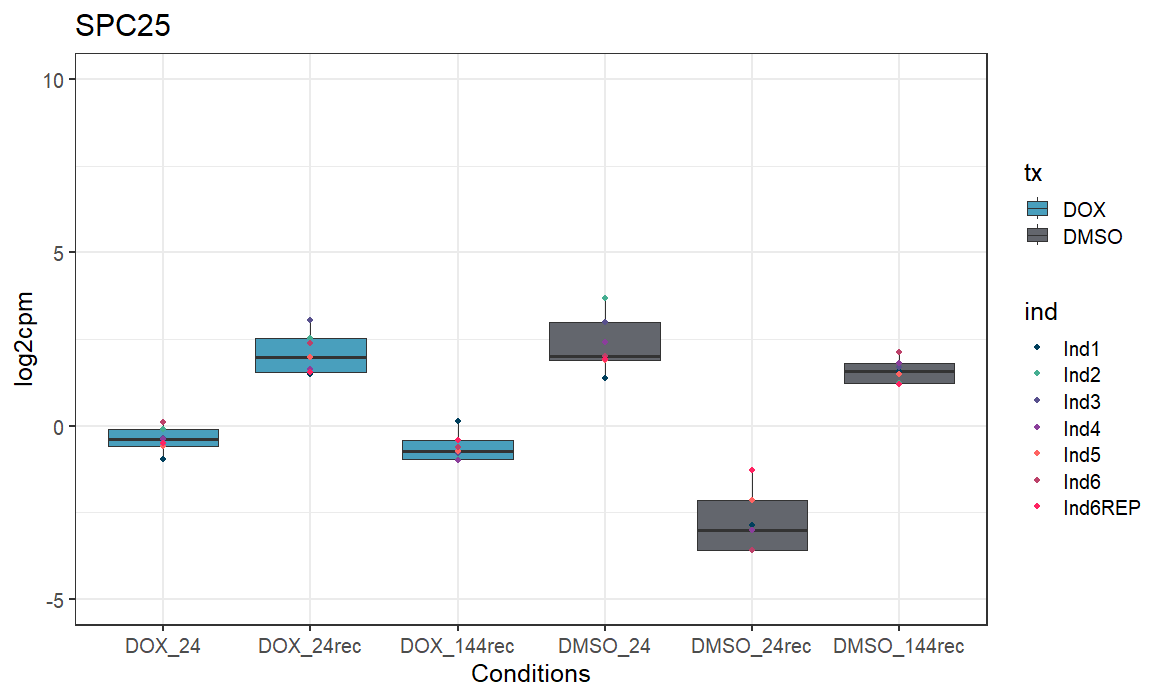 SPC25
10
5
0
-5
log2cpm
DOX_24
DOX_24rec
DOX_144rec
DMSO_24
DMSO_24rec
DMSO_144rec
Conditions
tx
DOX
DMSO
ind
Ind1
Ind2
Ind3
Ind4
Ind5
Ind6
Ind6REP